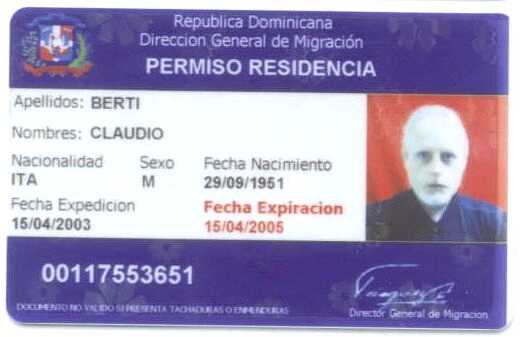 Republica Dominicana
Direccion General de Migración
PERMISO RESIDENCIA
Apellidos: BERTI
Nombres: CLAUDIO
Nacionalidad Sexo Fecha Nacimiento
ITA M 29/09/1951
Fecha Expedicion Fecha Expiracion
15/04/2003 15/04/2005
00117553651
DOCUMENTO NO VALIDO SI PRESENTA TACHADURAS O ENMENDURAS
Director General de Migracion